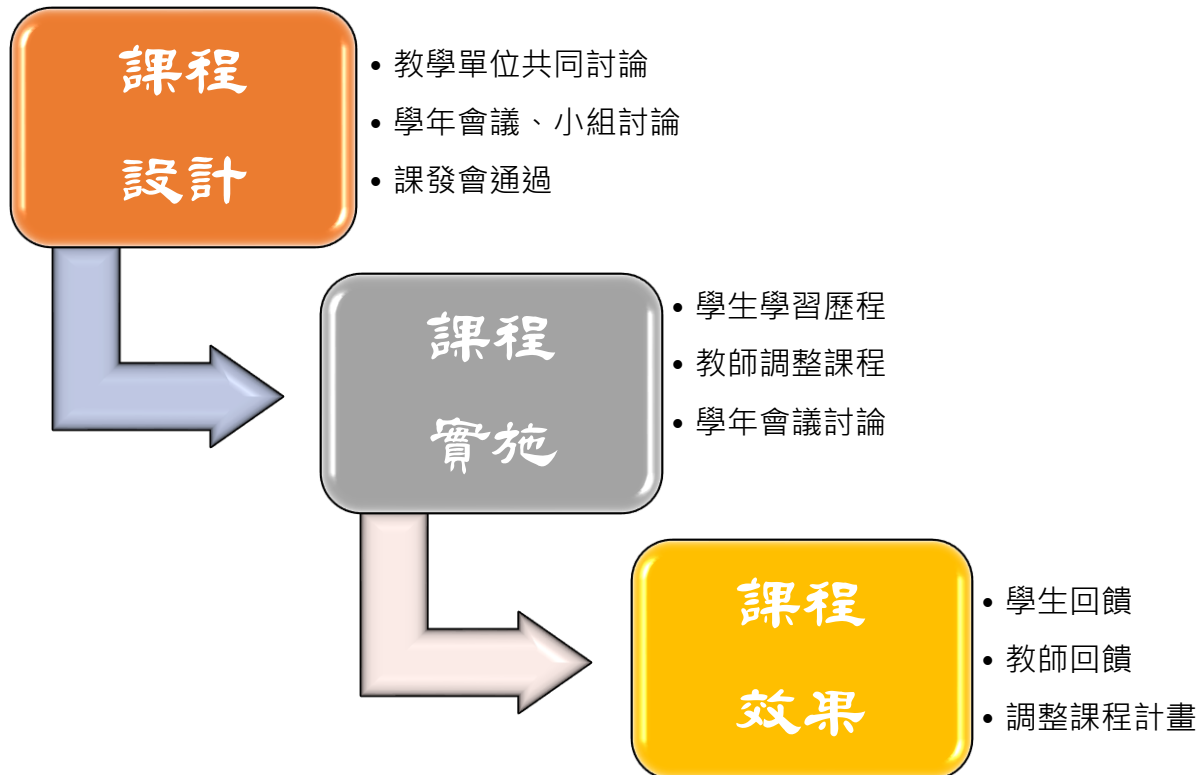 課程
設計
• 教學單位共同討論
• 學年會議、小組討論
• 課發會通過
課程
實施
• 學生學習歷程
• 教師調整課程
• 學年會議討論
課程
效果
• 學生回饋
• 教師回饋
• 調整課程計畫